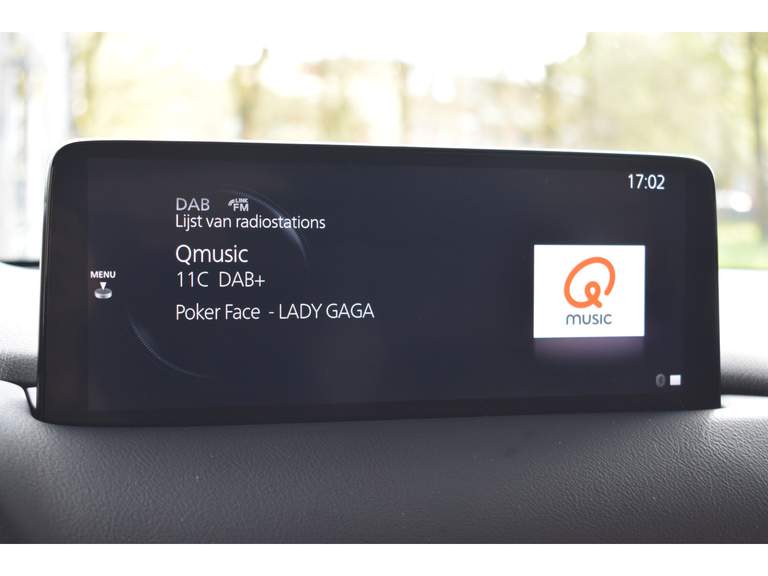 17:02
DAB LINK FM
Lijst van radiostations
Qmusic
11C DAB+
Poker Face - LADY GAGA
MENU
Q
MUSIC